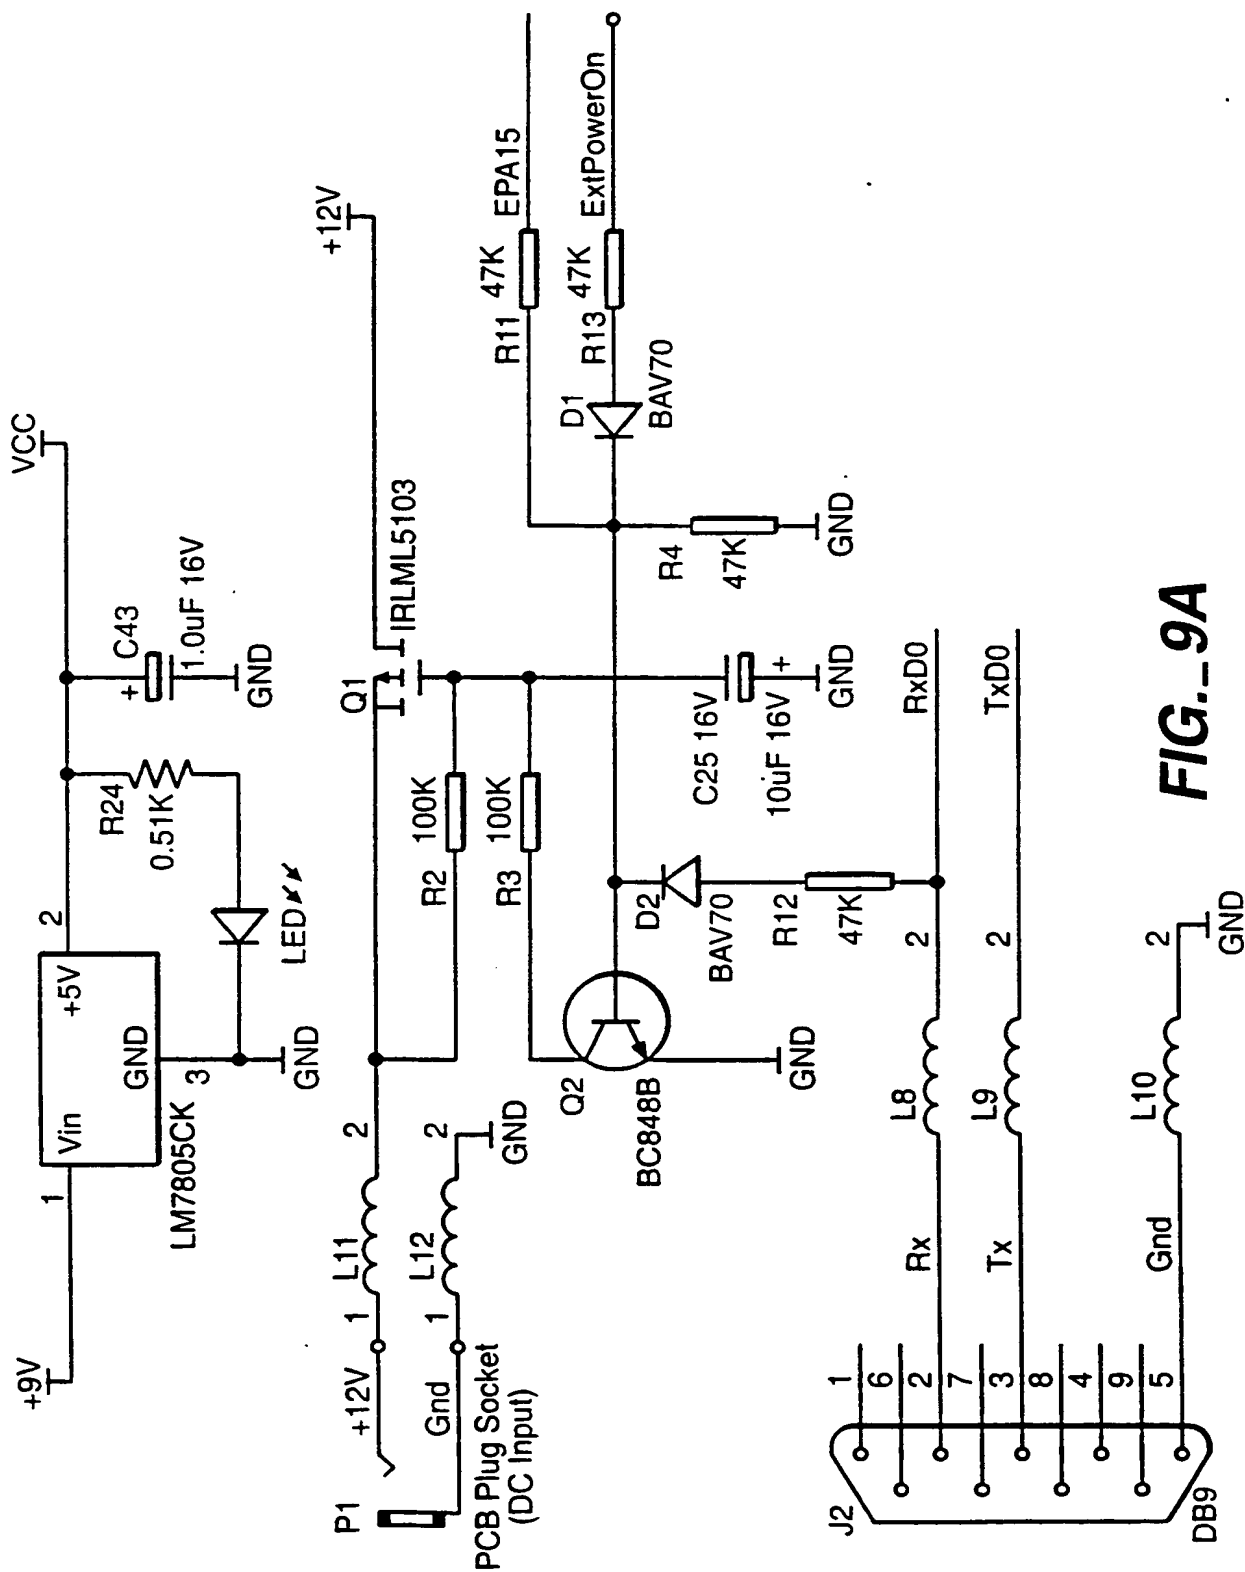 +9V
1
Vin
+5V
GND
2
3
LM7805CK
GND
LED
R24
0.51K
+ C43
1.0uF 16V
GND
VCC
P1
+12V
Gnd
PCB Plug Socket
(DC Input)
1
L11
2
1
L12
2
GND
R2
100K
R3
100K
Q1
IRLML5103
+12V
C25 16V
10uF 16V +
GND
Q2
BC848B
GND
D2
BAV70
R12
47K
R4
47K
GND
D1
BAV70
R11
47K
EPA15
R13
47K
ExtPowerOn
J2
DB9
1
6
2
7
3
8
4
9
5
Rx
L8
2
RxD0
Tx
L9
2
TxD0
Gnd
L10
2
GND
FIG._9A